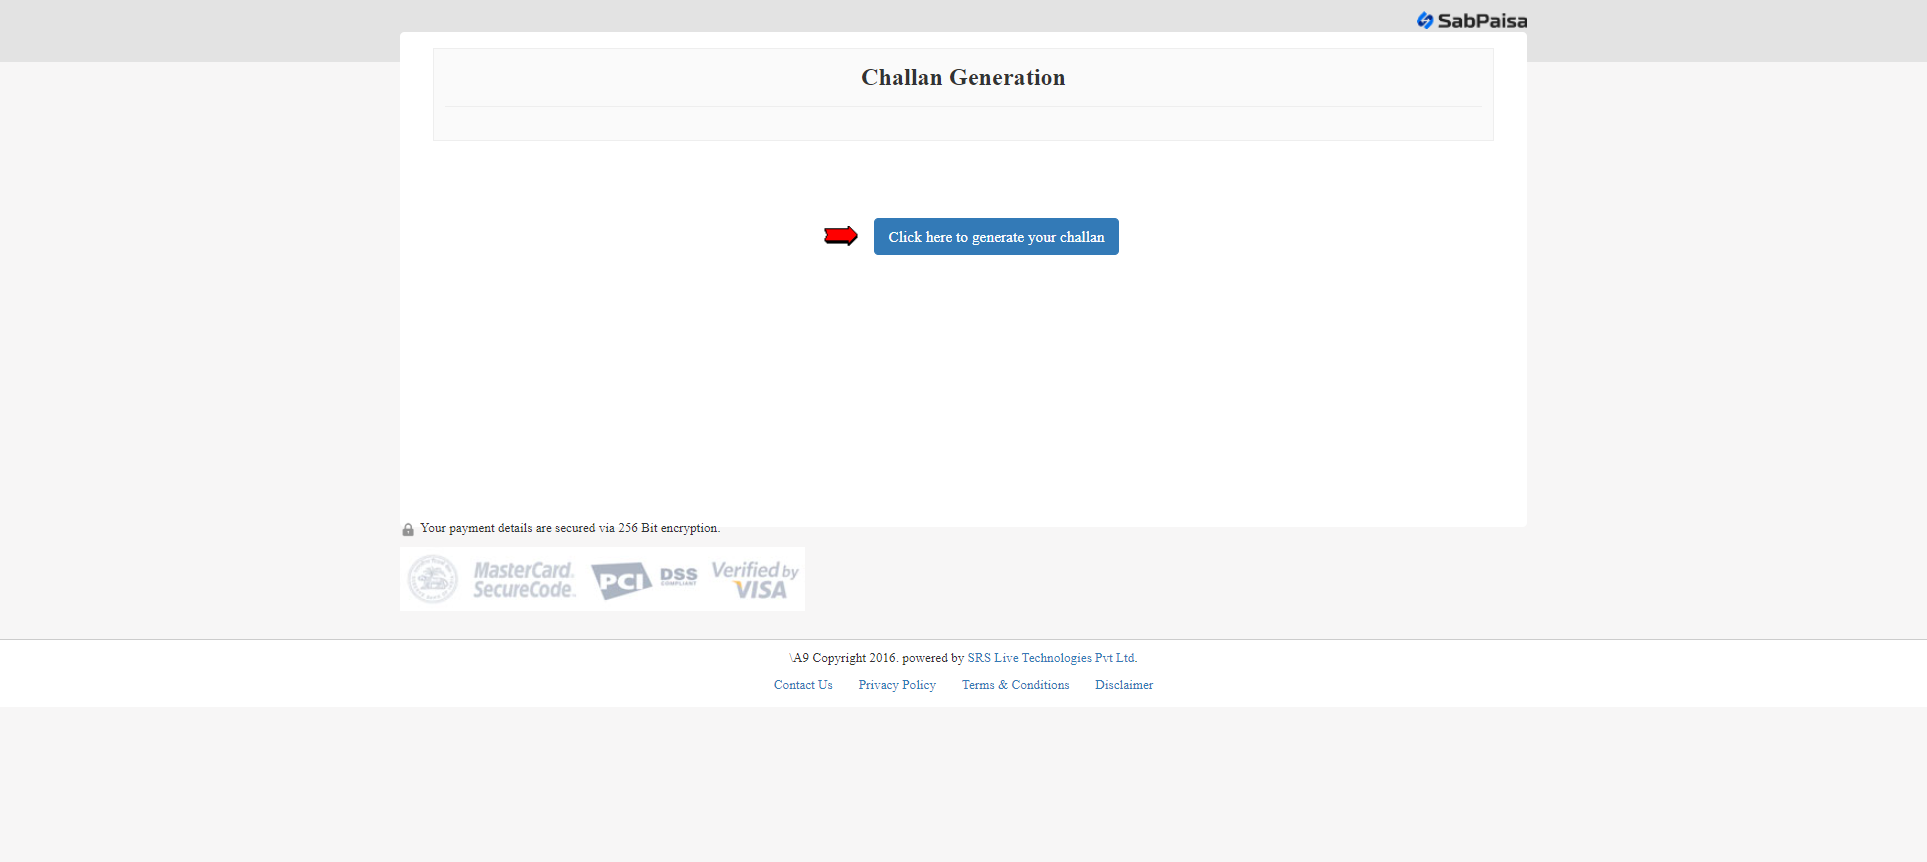 SabPaisa
Challan Generation
Click here to generate your challan
Your payment details are secured via 256 Bit encryption.
MasterCard. SecureCode.
PCI DSS COMPLIANT
Verified by VISA
\A9 Copyright 2016. powered by SRS Live Technologies Pvt Ltd.
Contact Us Privacy Policy Terms & Conditions Disclaimer